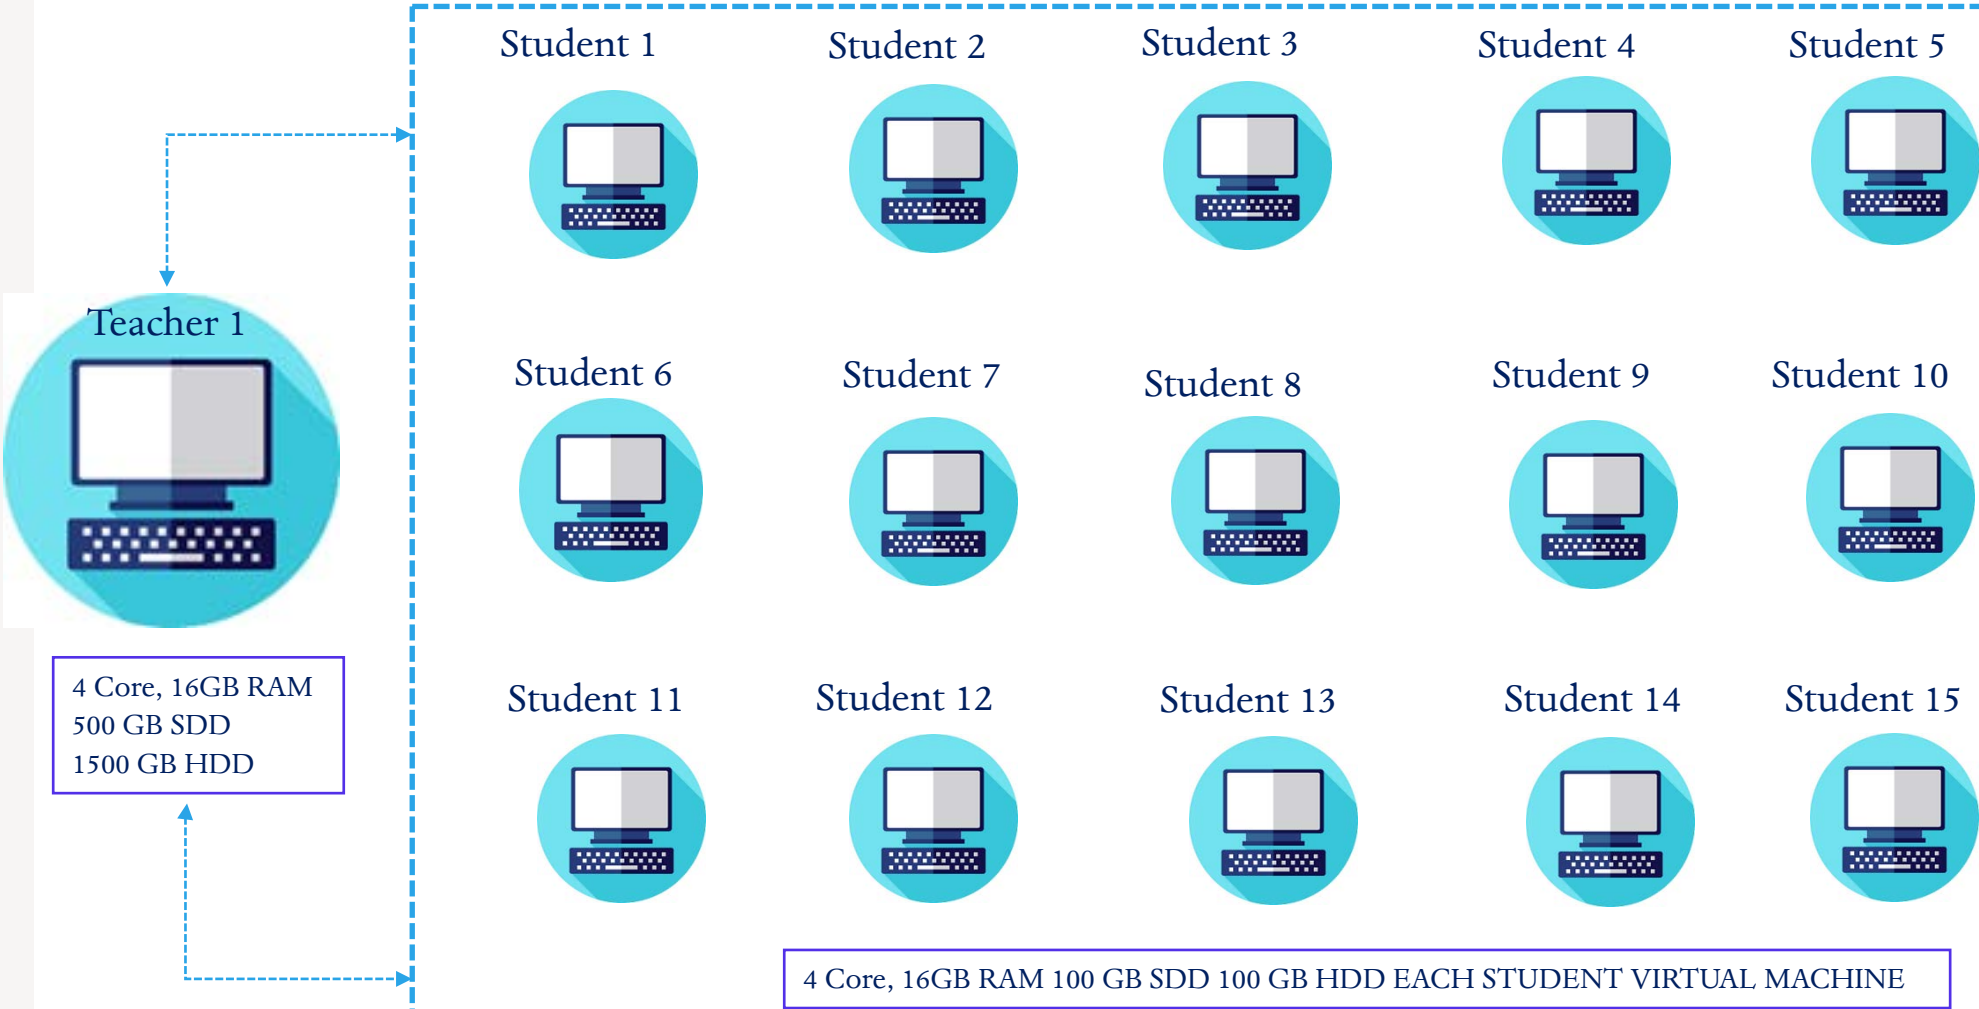 Student 1
Student 2
Student 3
Student 4
Student 5
Teacher 1
Student 6
Student 7
Student 8
Student 9
Student 10
4 Core, 16GB RAM
500 GB SDD
1500 GB HDD
Student 11
Student 12
Student 13
Student 14
Student 15
4 Core, 16GB RAM 100 GB SDD 100 GB HDD EACH STUDENT VIRTUAL MACHINE